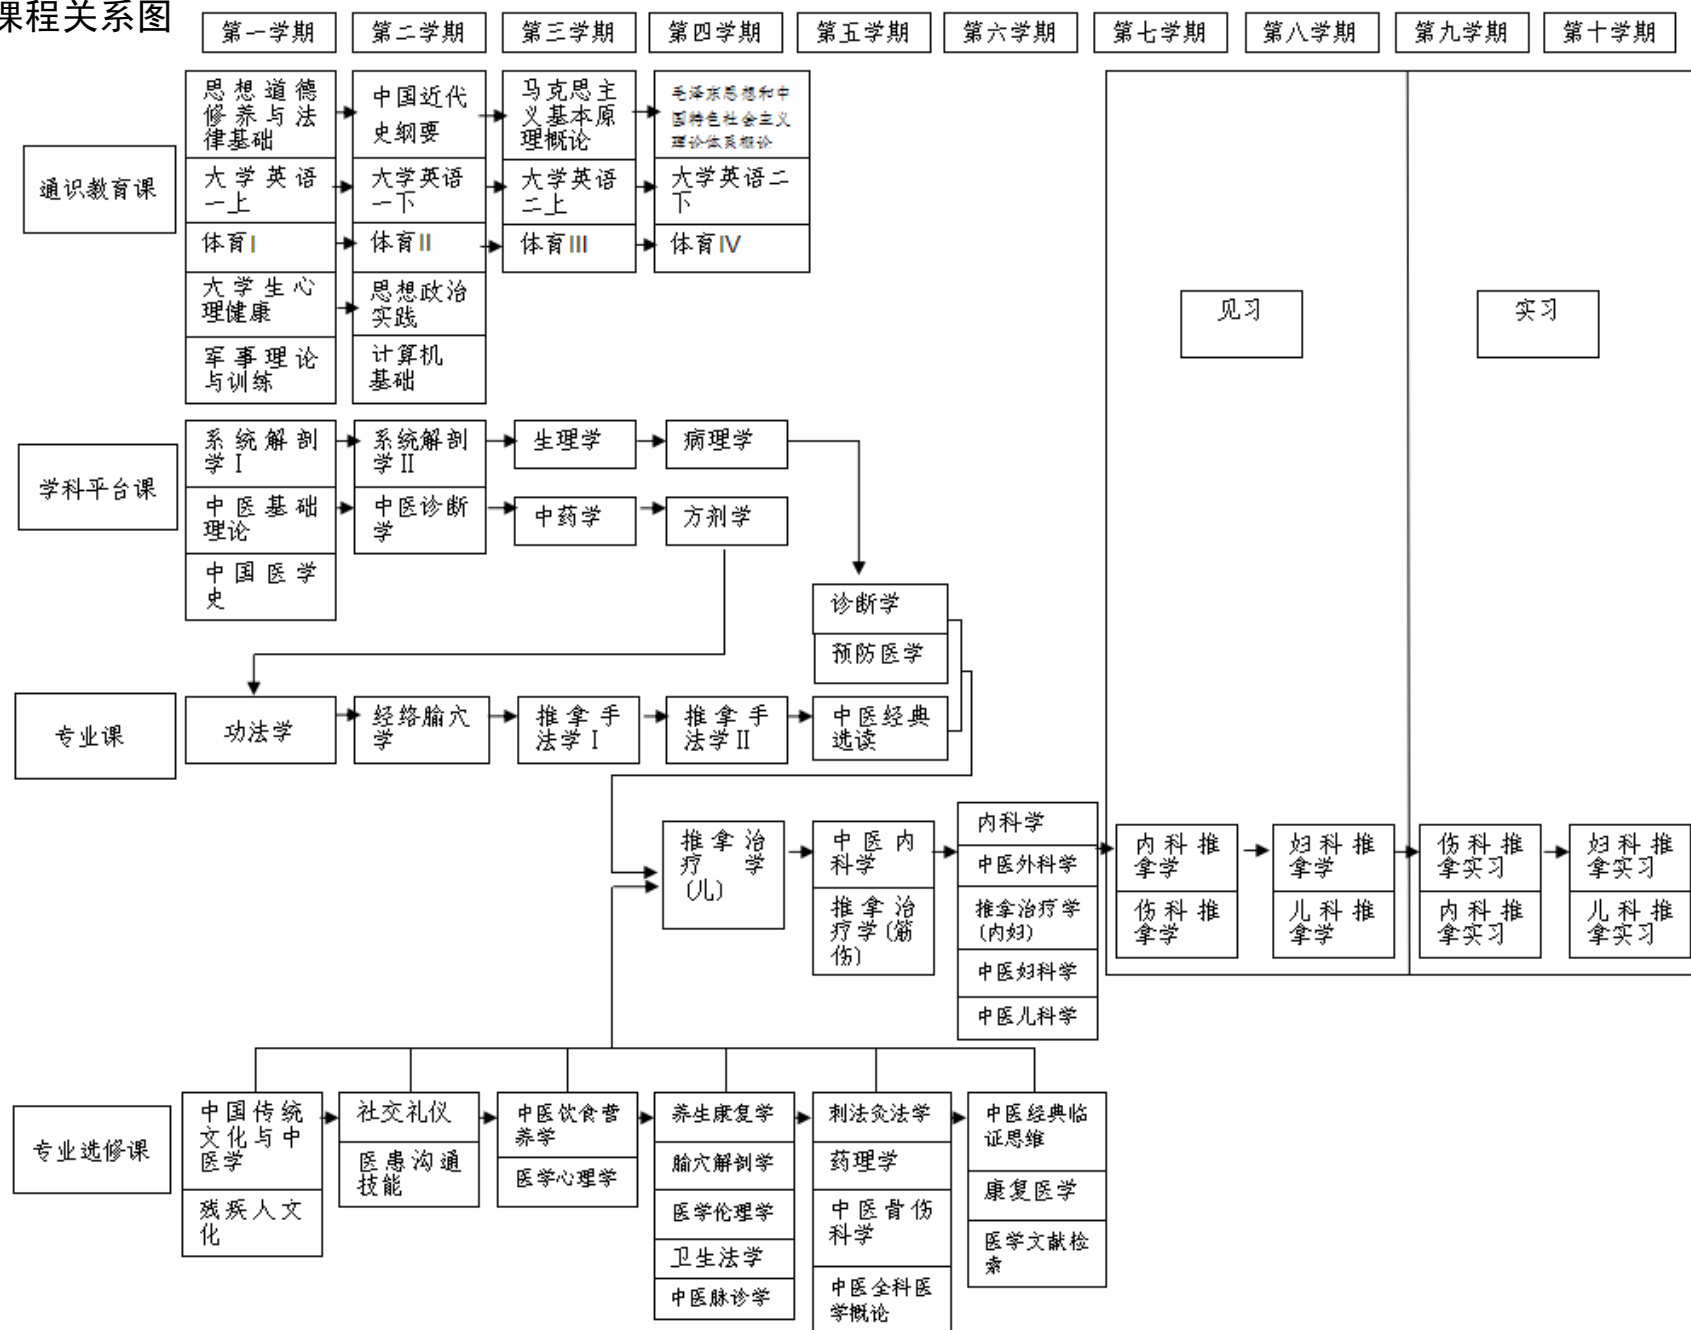 课程关系图
第一学期
第二学期
第三学期
第四学期
第五学期
第六学期
第七学期
第八学期
第九学期
第十学期
通识教育课
思想道德
修养与法
律基础
中国近代
史纲要
马克思主
义基本原
理概论
毛泽东思想和中
国特色社会主义
理论体系概论
大学英语
一上
大学英语
一下
大学英语
二上
大学英语二
下
体育I
体育II
体育III
体育IV
大学生心
理健康
思想政治
实践
军事理论
与训练
计算机
基础
见习
实习
学科平台课
系统解剖
学Ⅰ
系统解剖
学Ⅱ
生理学
病理学
中医基础
理论
中医诊断
学
中药学
方剂学
中国医学
史
诊断学
预防医学
专业课
功法学
经络腧穴
学
推拿手
法学Ⅰ
推拿手
法学Ⅱ
中医经典
选读
推拿治
疗学
(儿)
中医内
科学
推拿治
疗学(筋
伤)
内科学
中医外科学
推拿治疗学
(内妇)
中医妇科学
中医儿科学
内科推
拿学
伤科推
拿学
妇科推
拿学
儿科推
拿学
伤科推
拿实习
内科推
拿实习
妇科推
拿实习
儿科推
拿实习
专业选修课
中国传统
文化与中
医学
残疾人文
化
社交礼仪
医患沟通
技能
中医饮食营
养学
医学心理学
养生康复学
腧穴解剖学
医学伦理学
卫生法学
中医脉诊学
刺法灸法学
药理学
中医骨伤
科学
中医全科医
学概论
中医经典临
证思维
康复医学
医学文献检
索